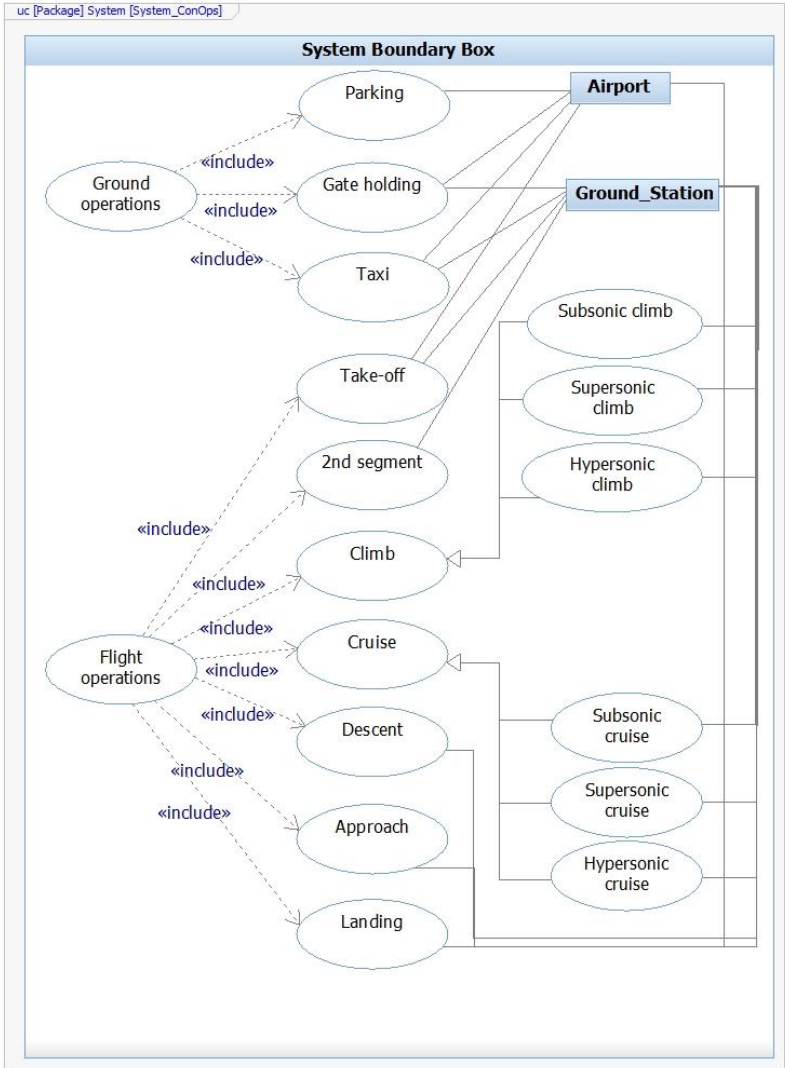 uc [Package] System [System_ConOps]
System Boundary Box
Parking
Airport
«include»
Ground
operations
Gate holding
Ground_Station
«include»
«include»
Taxi
Subsonic climb
Take-off
Supersonic
climb
2nd segment
Hypersonic
climb
«include»
Climb
«include»
«include»
Cruise
Flight
operations
«include»
«include»
Descent
Subsonic
cruise
«include»
Supersonic
cruise
«include»
Approach
Hypersonic
cruise
Landing